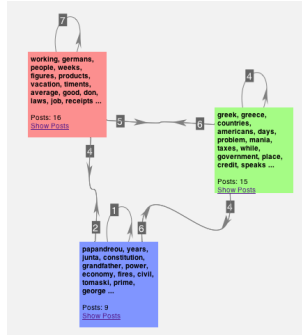 7
working, germans,
people, weeks,
figures, products,
vacation, timents,
average, good, don,
laws, job, receipts ...
Posts: 16
Show Posts
4
greek, greece,
countries,
americans, days,
problem, mania,
taxes, while,
government, place,
credit, speaks ...
Posts: 15
Show Posts
5
6
4
4
1
2
6
papandreou, years,
junta, constitution,
grandfather, power,
economy, fires, civil,
tomaski, prime,
george ...
Posts: 9
Show Posts